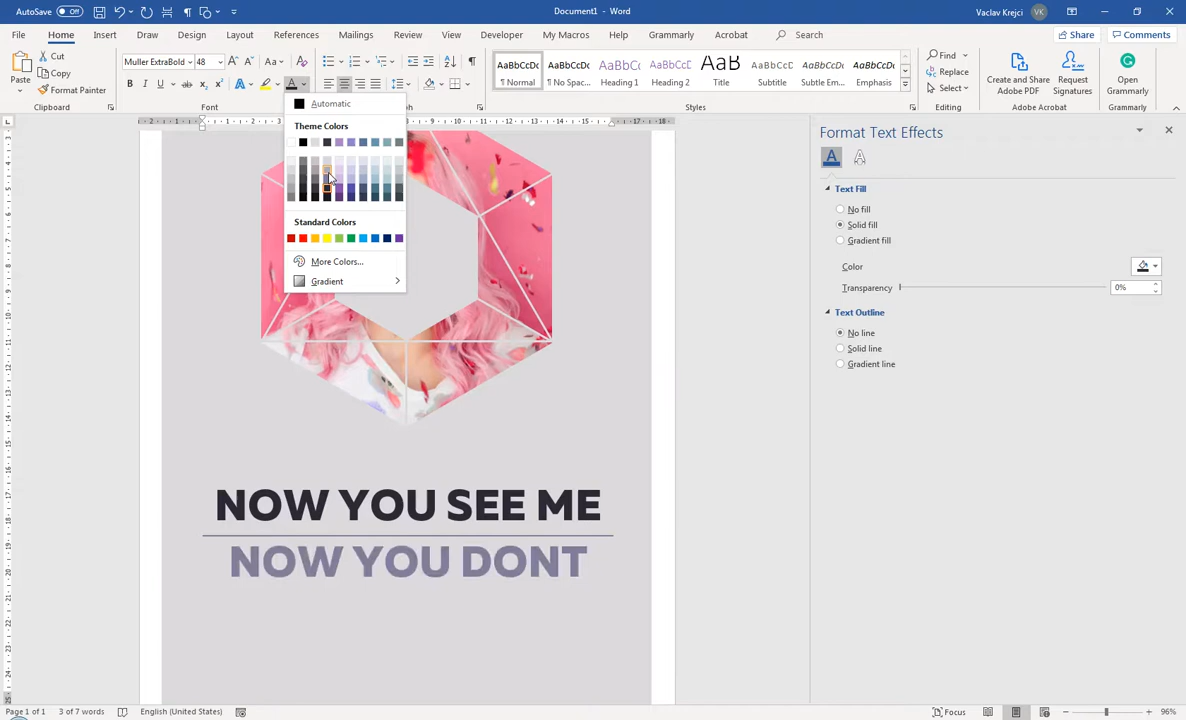 AutoSave Off Document1 - Word Vaclav Krejci VK
File Home Insert Draw Design Layout References Mailings Review View Developer My Macros Help Grammarly Acrobat Search Share Comments
Paste
Cut
Copy
Format Painter
Clipboard
Muller ExtraBold 48
Font
Styles
AaBbCcDc ¶ Normal
AaBbCcDc ¶ No Spac...
AaBbCc Heading 1
AaBbCcC Heading 2
AaB Title
AaBbCcC Subtitle
AaBbCcDc Subtle Em...
AaBbCcDc Emphasis
Find
Replace
Select
Editing
Create and Share Adobe PDF
Request Signatures
Adobe Acrobat
Open Grammarly
Grammarly
Automatic
Theme Colors
Standard Colors
More Colors...
Gradient
NOW YOU SEE ME
NOW YOU DONT
Format Text Effects
Text Fill
No fill
Solid fill
Gradient fill
Color
Transparency 0%
Text Outline
No line
Solid line
Gradient line
Page 1 of 1 3 of 7 words English (United States) Focus 96%